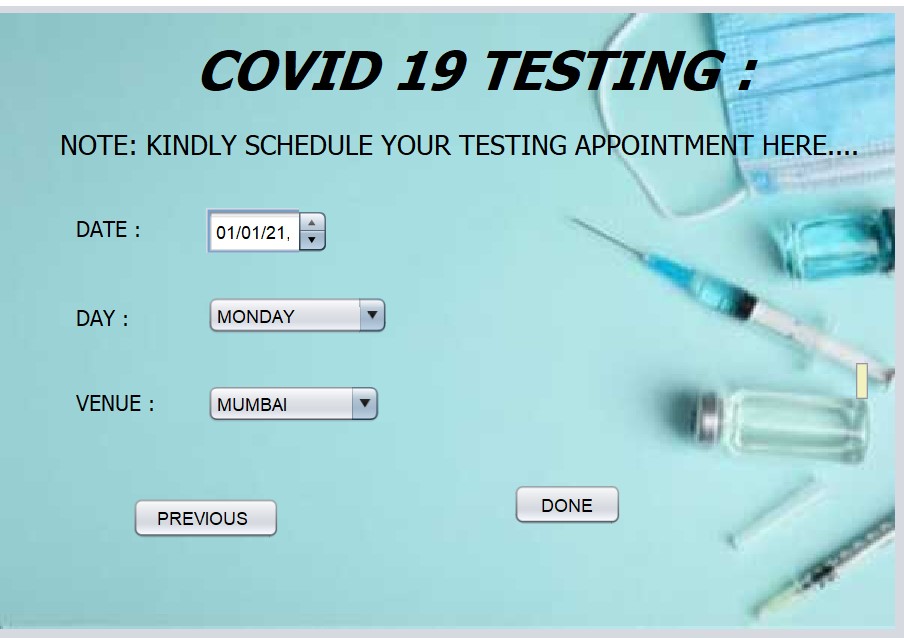 COVID 19 TESTING :
NOTE: KINDLY SCHEDULE YOUR TESTING APPOINTMENT HERE....
DATE : 01/01/21,
DAY : MONDAY
VENUE : MUMBAI
PREVIOUS
DONE